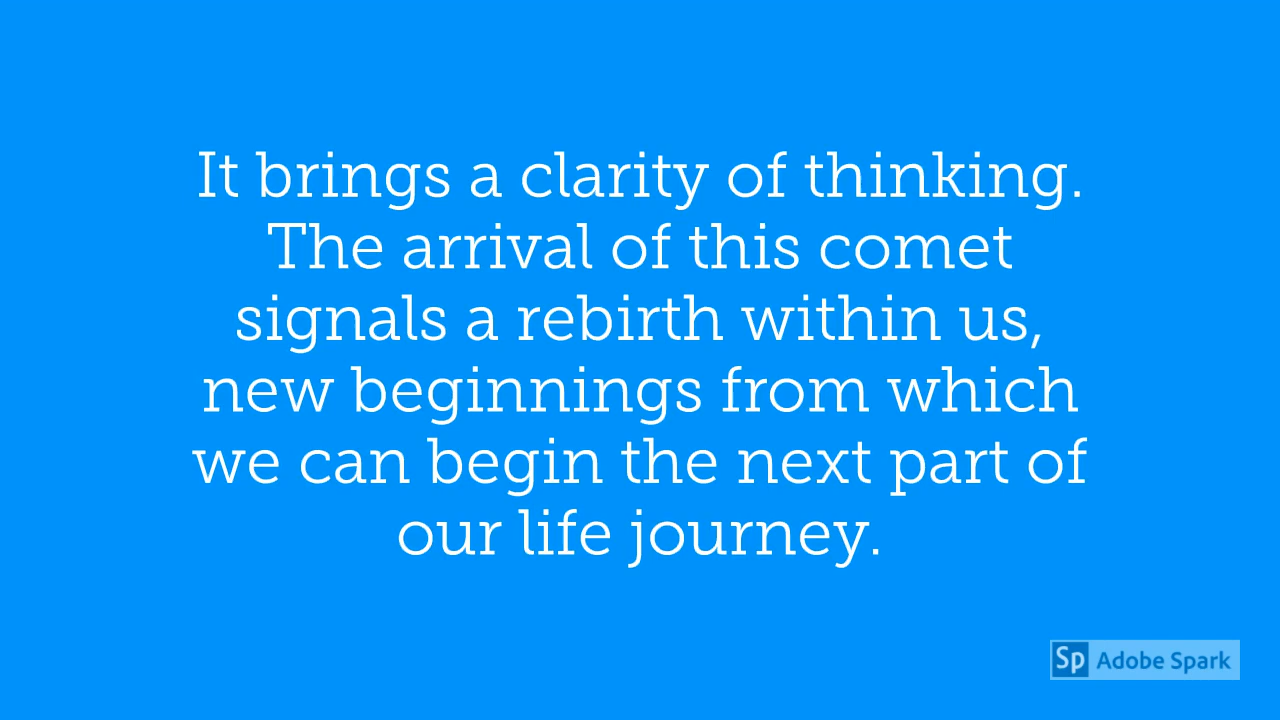 It brings a clarity of thinking.
The arrival of this comet
signals a rebirth within us,
new beginnings from which
we can begin the next part of
our life journey.
Sp Adobe Spark